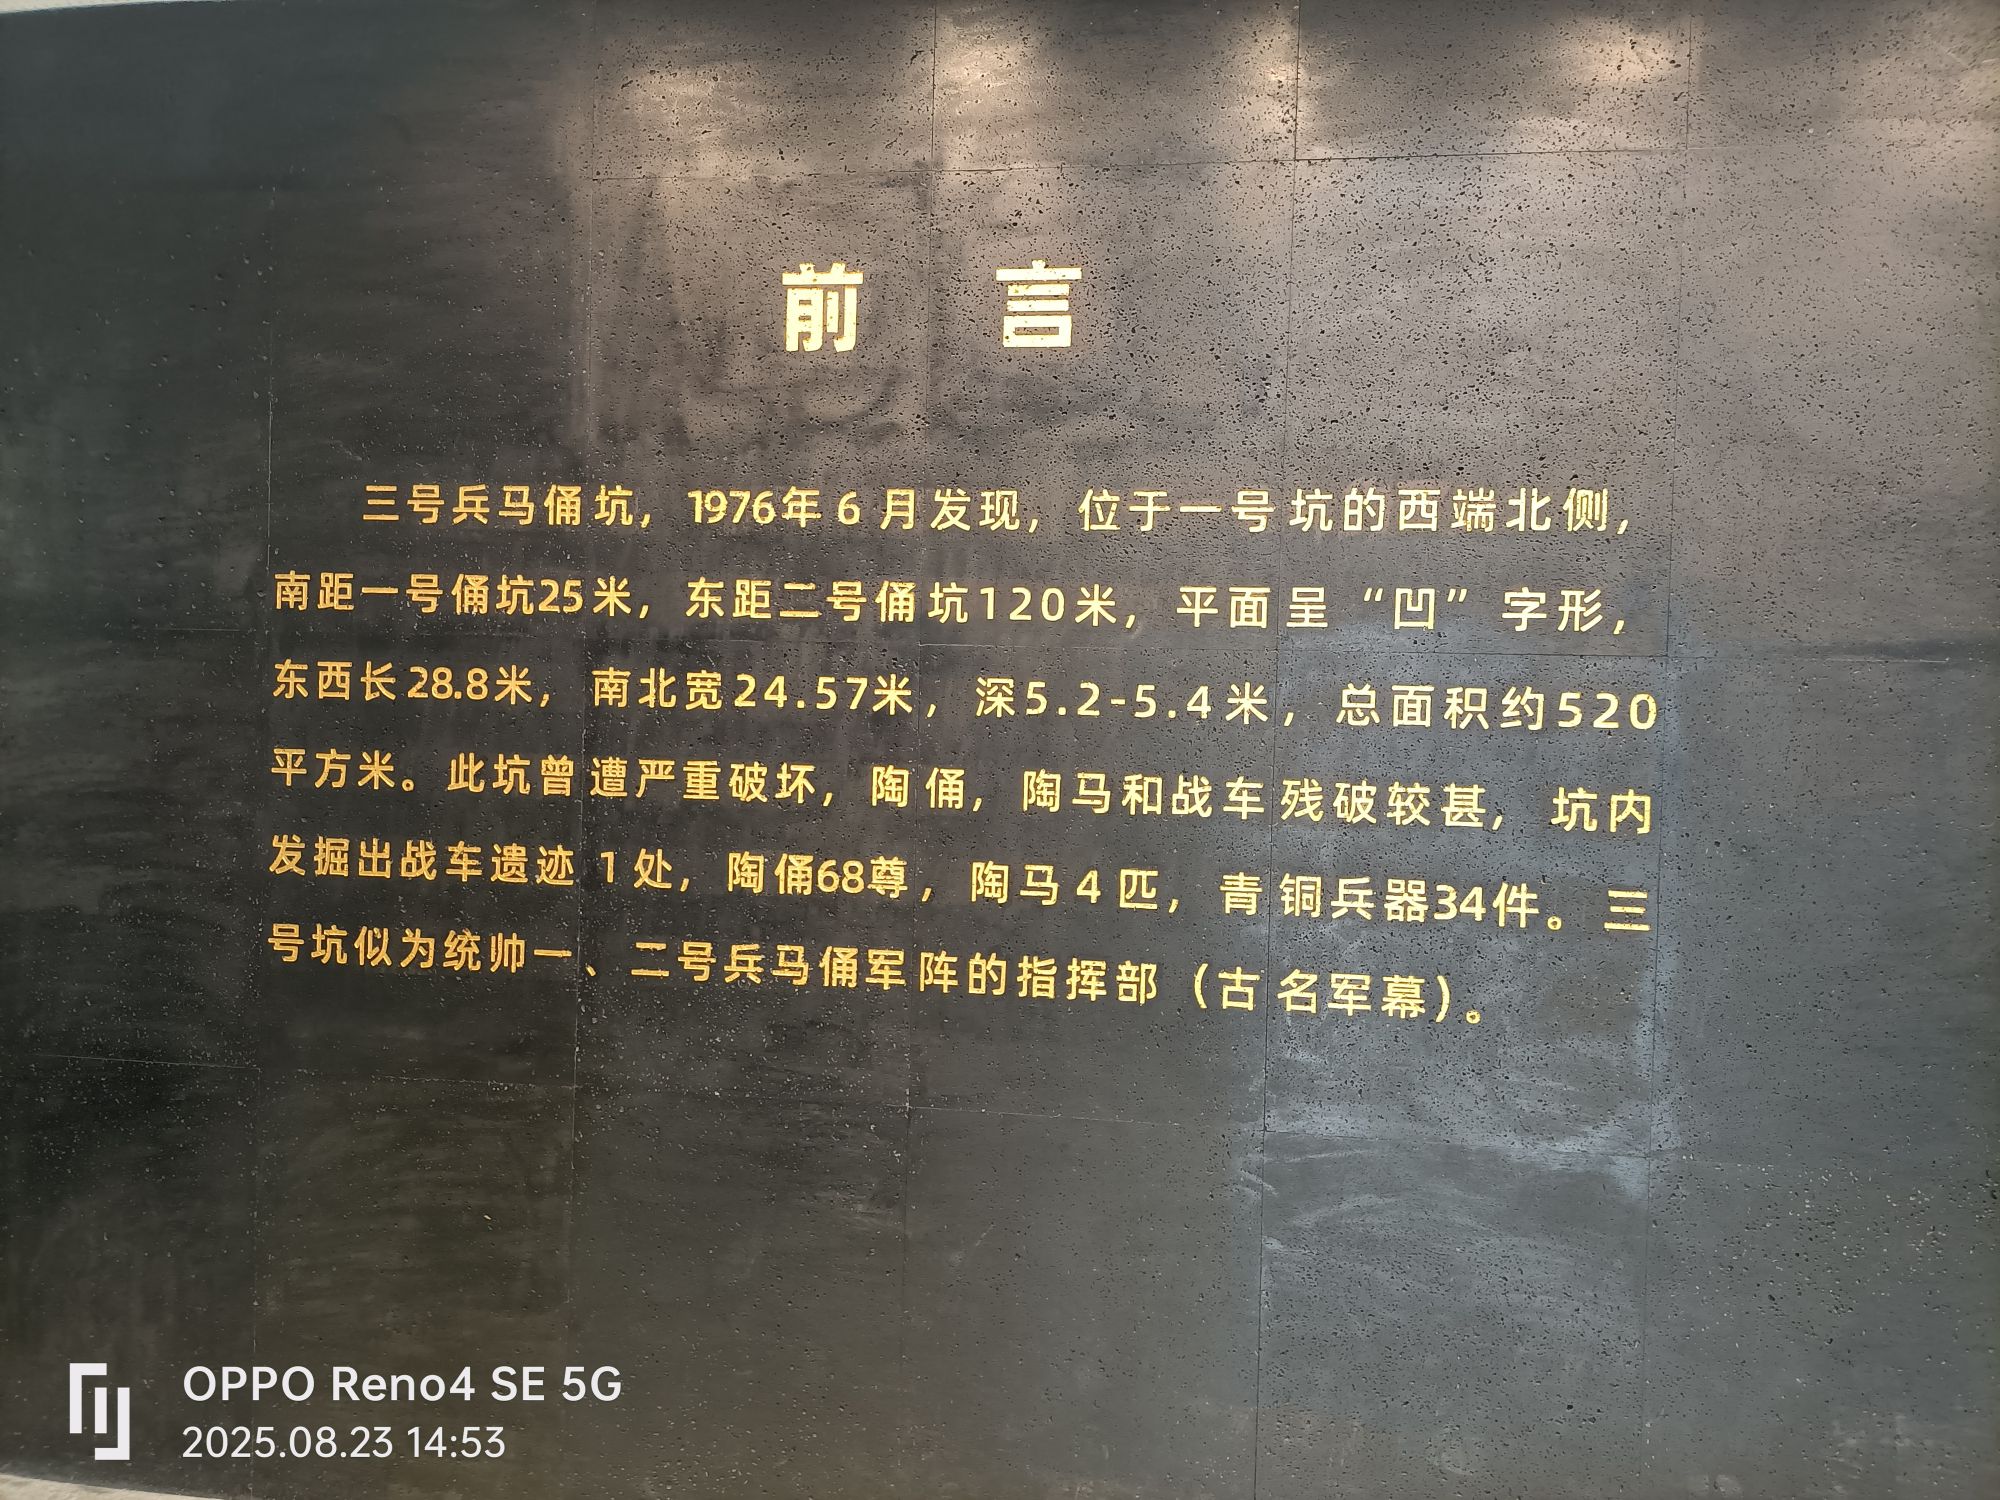 前言
三号兵马俑坑，1976年6月发现，位于一号坑的西端北侧，
南距一号俑坑25米，东距二号俑坑120米，平面呈“凹”字形，
东西长28.8米，南北宽24.57米，深5.2-5.4米，总面积约520
平方米。此坑曾遭严重破坏，陶俑，陶马和战车残破较甚，坑内
发掘出战车遗迹1处，陶俑68尊，陶马4匹，青铜兵器34件。三
号坑似为统帅一、二号兵马俑军阵的指挥部（古名军幕）。
OPPO Reno4 SE 5G
2025.08.23 14:53